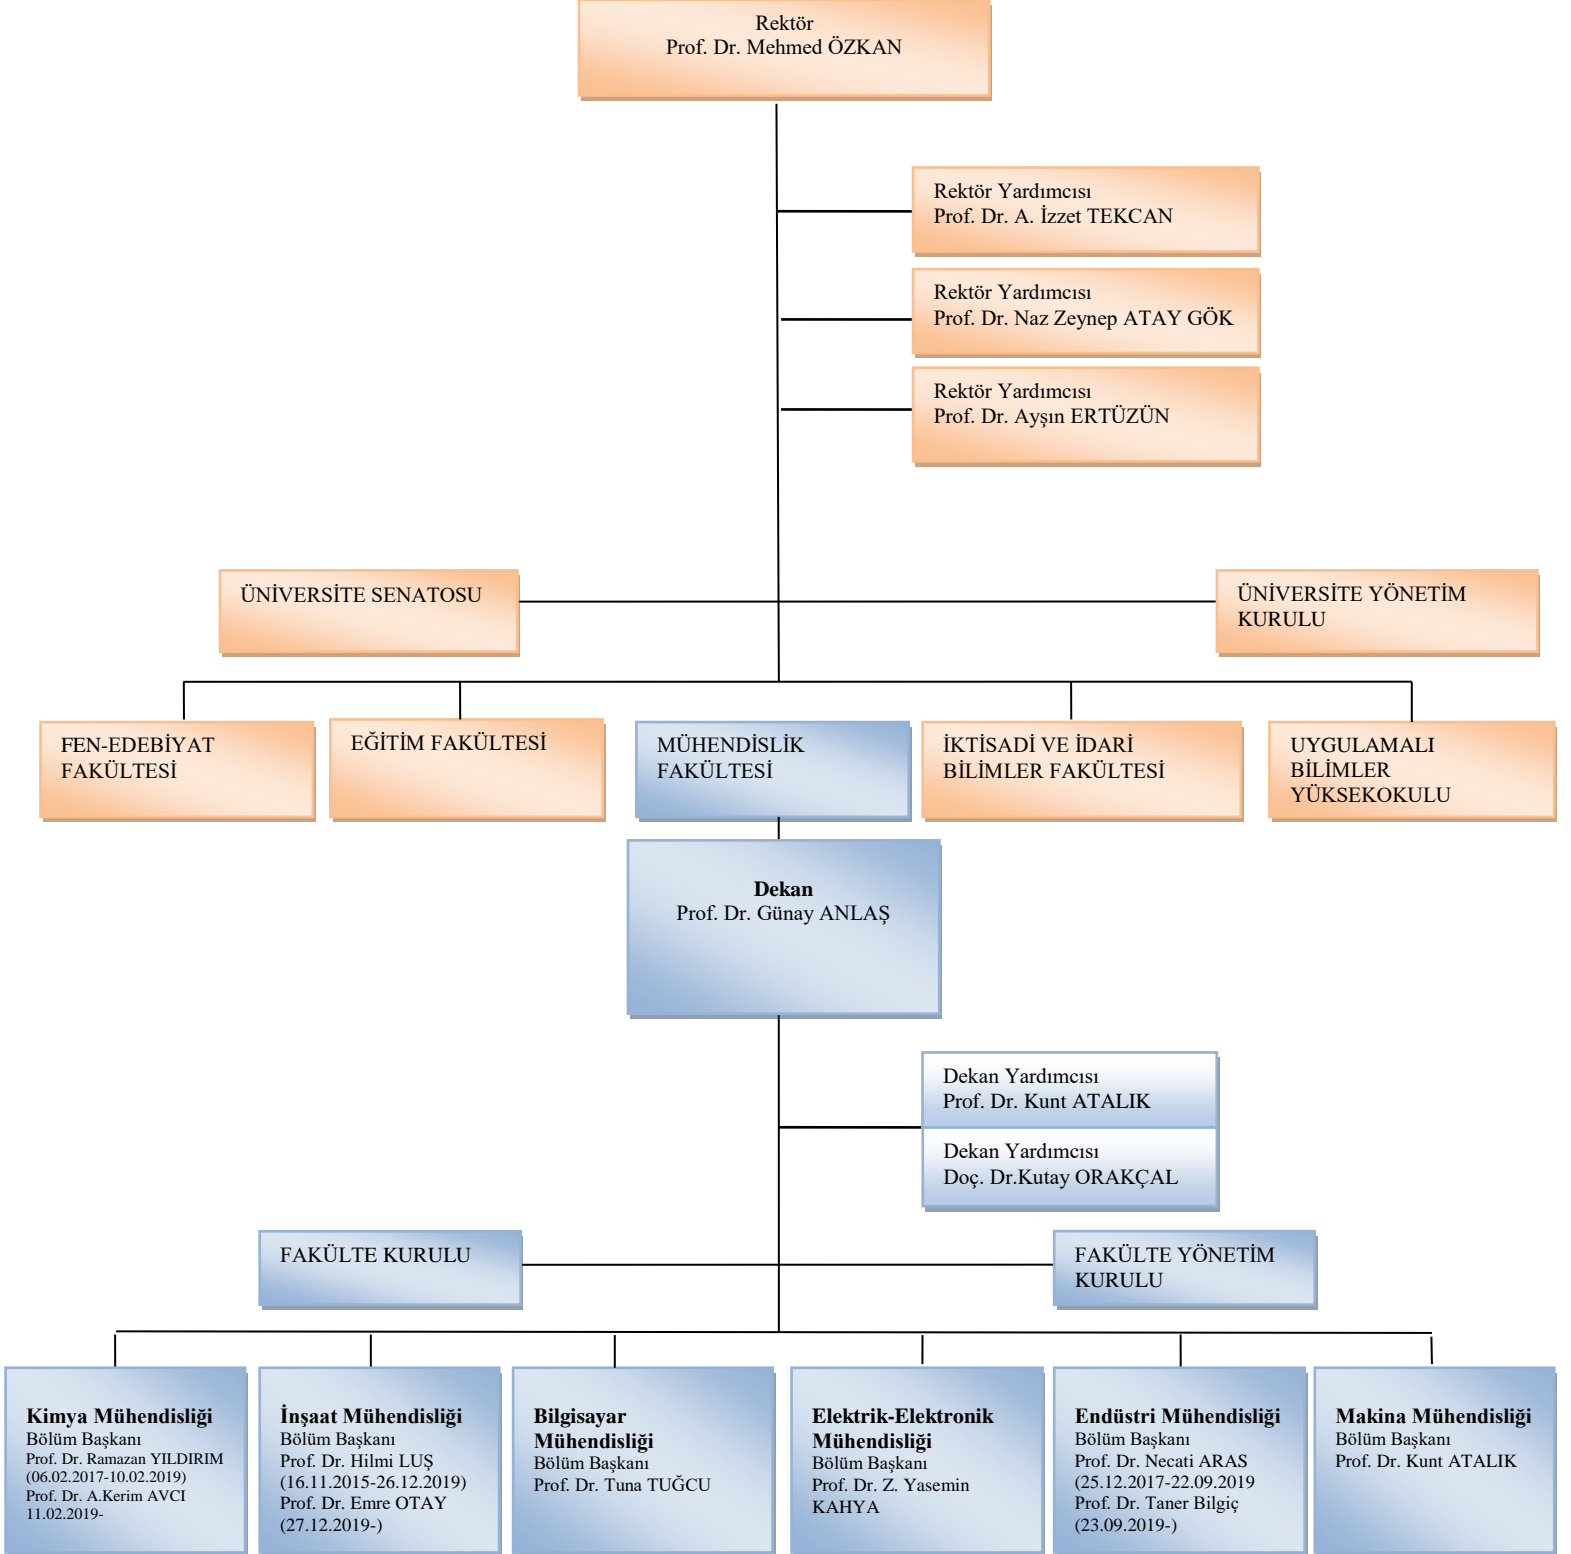 Rektör
Prof. Dr. Mehmed ÖZKAN
Rektör Yardımcısı
Prof. Dr. A. İzzet TEKCAN
Rektör Yardımcısı
Prof. Dr. Naz Zeynep ATAY GÖK
Rektör Yardımcısı
Prof. Dr. Ayşın ERTÜZÜN
ÜNİVERSİTE SENATOSU
ÜNİVERSİTE YÖNETİM
KURULU
FEN-EDEBİYAT
FAKÜLTESİ
EĞİTİM FAKÜLTESİ
MÜHENDİSLİK
FAKÜLTESİ
İKTİSADİ VE İDARİ
BİLİMLER FAKÜLTESİ
UYGULAMALI
BİLİMLER
YÜKSEKOKULU
Dekan
Prof. Dr. Günay ANLAŞ
Dekan Yardımcısı
Prof. Dr. Kunt ATALIK
Dekan Yardımcısı
Doç. Dr.Kutay ORAKÇAL
FAKÜLTE KURULU
FAKÜLTE YÖNETİM
KURULU
Kimya Mühendisliği
Bölüm Başkanı
Prof. Dr. Ramazan YILDIRIM
(06.02.2017-10.02.2019)
Prof. Dr. A.Kerim AVCI
11.02.2019-
İnşaat Mühendisliği
Bölüm Başkanı
Prof. Dr. Hilmi LUŞ
(16.11.2015-26.12.2019)
Prof. Dr. Emre OTAY
(27.12.2019-)
Bilgisayar
Mühendisliği
Bölüm Başkanı
Prof. Dr. Tuna TUĞCU
Elektrik-Elektronik
Mühendisliği
Bölüm Başkanı
Prof. Dr. Z. Yasemin
KAHYA
Endüstri Mühendisliği
Bölüm Başkanı
Prof. Dr. Necati ARAS
(25.12.2017-22.09.2019
Prof. Dr. Taner Bilgiç
(23.09.2019-)
Makina Mühendisliği
Bölüm Başkanı
Prof. Dr. Kunt ATALIK